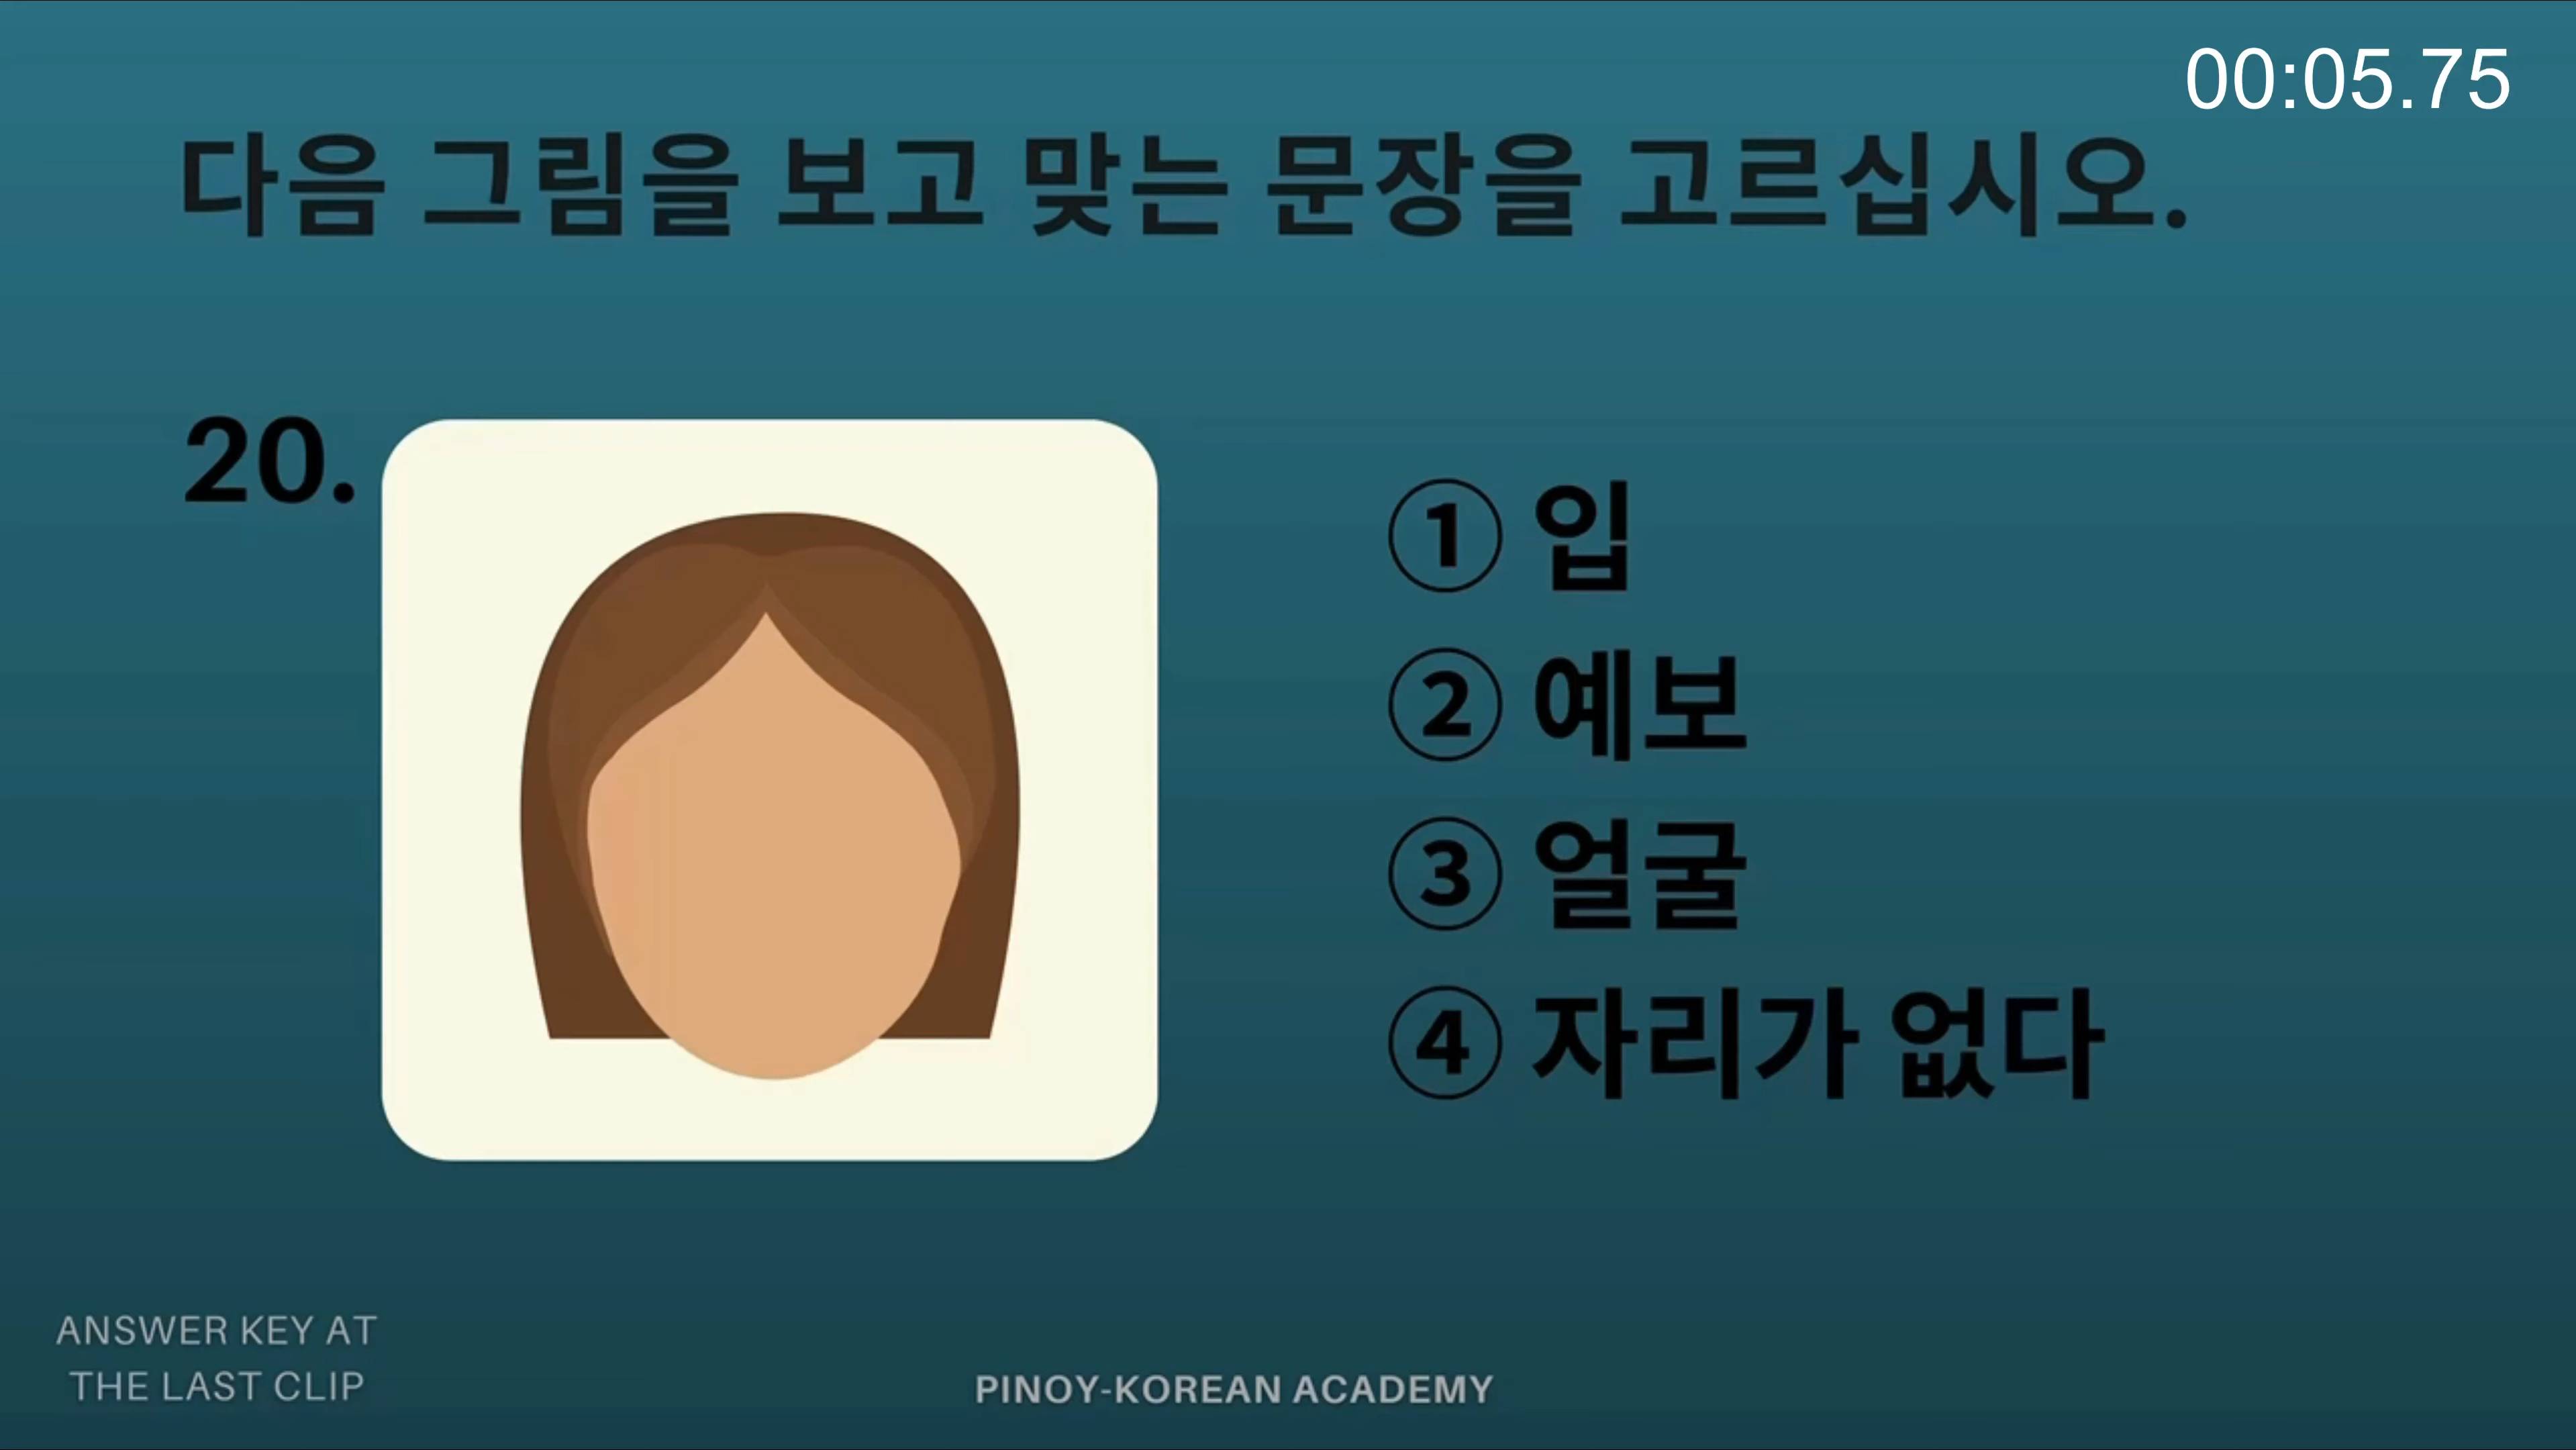 00:05.75
다음 그림을 보고 맞는 문장을 고르십시오.
20.
① 입
② 예보
③ 얼굴
④ 자리가 없다
ANSWER KEY AT
THE LAST CLIP
PINOY-KOREAN ACADEMY